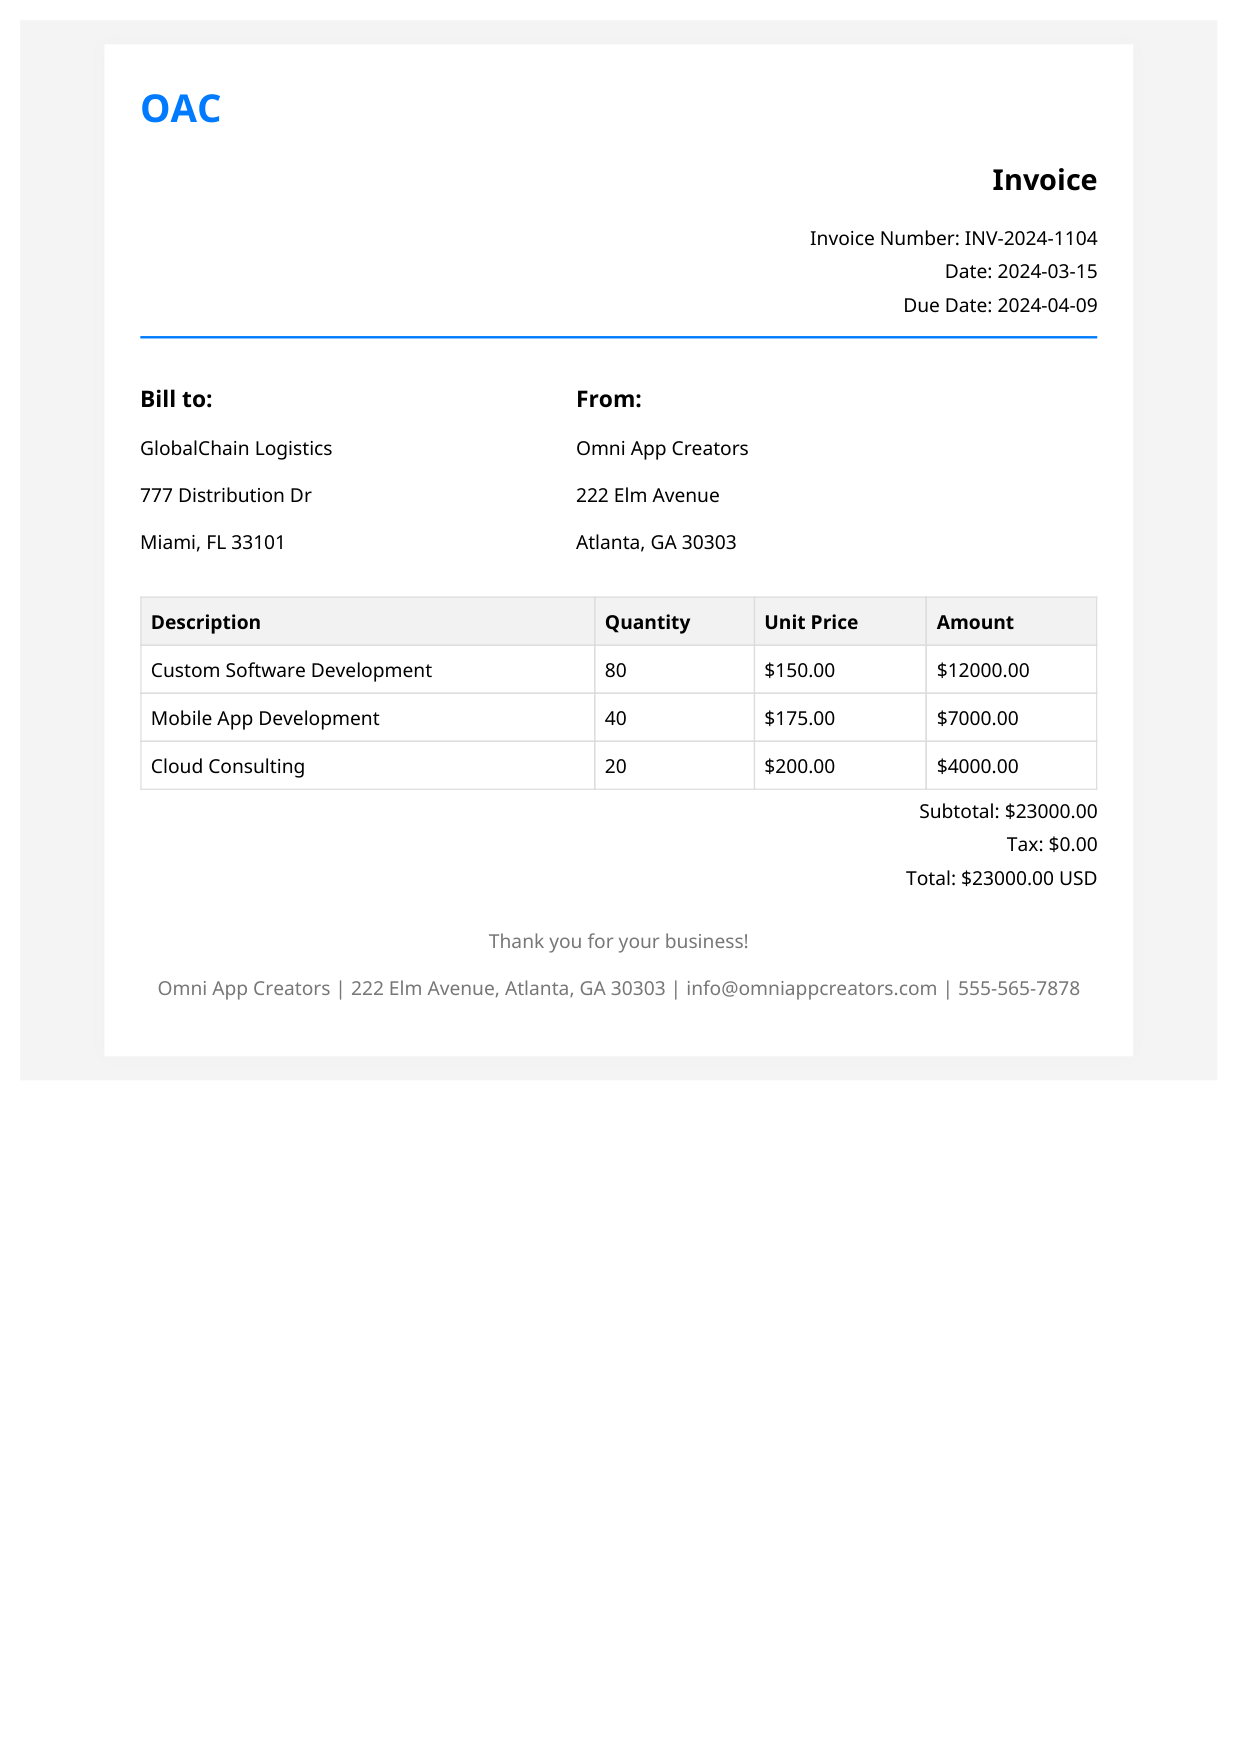 OAC
Invoice
Invoice Number: INV-2024-1104
Date: 2024-03-15
Due Date: 2024-04-09
Bill to:
GlobalChain Logistics
777 Distribution Dr
Miami, FL 33101
From:
Omni App Creators
222 Elm Avenue
Atlanta, GA 30303
Description Quantity Unit Price Amount
Custom Software Development 80 $150.00 $12000.00
Mobile App Development 40 $175.00 $7000.00
Cloud Consulting 20 $200.00 $4000.00
Subtotal: $23000.00
Tax: $0.00
Total: $23000.00 USD
Thank you for your business!
Omni App Creators | 222 Elm Avenue, Atlanta, GA 30303 | info@omniappcreators.com | 555-565-7878